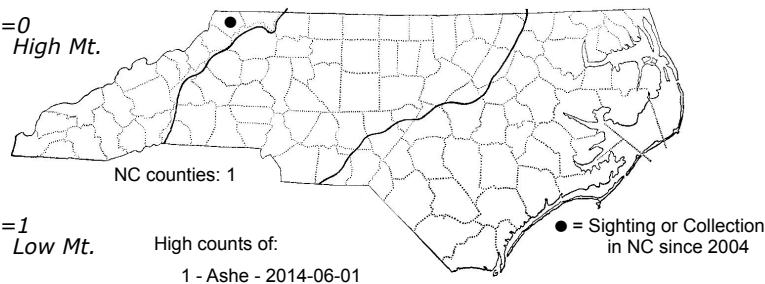 =0
High Mt.
NC counties: 1
=1
Low Mt.
High counts of:
1 - Ashe - 2014-06-01
● = Sighting or Collection
in NC since 2004